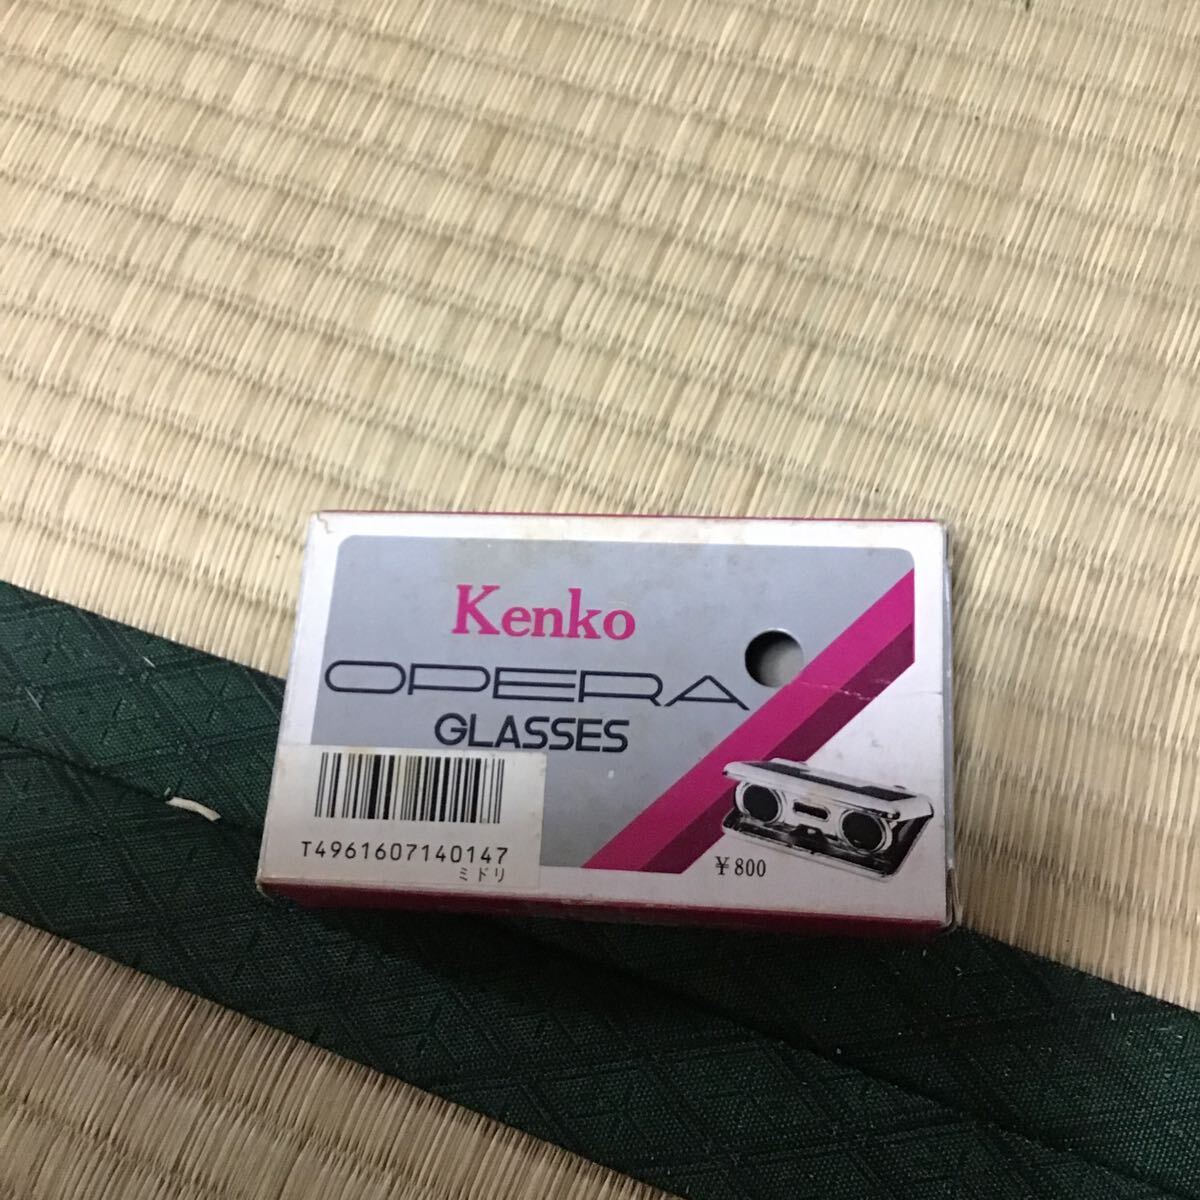 Kenko
OPERA
GLASSES
T4961607140147
ミドリ
¥800